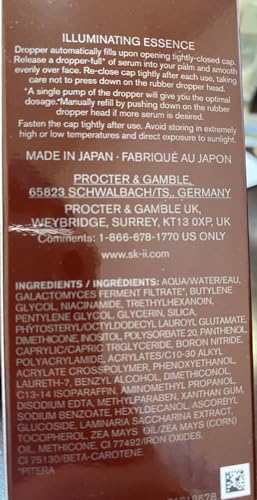 ILLUMINATING ESSENCE
Dropper automatically fills upon opening tightly-closed cap.
Release a dropper-full* of serum into your palm and smooth
evenly over face. Re-close cap tightly after each use, taking
care not to press down on the rubber dropper head.
*A single pump of the dropper will give you the optimal
dosage.*Manually refill by pushing down on the rubber
dropper head if more serum is desired.
Fasten the cap tightly after use. Avoid storing in extremely
high or low temperatures and direct exposure to sunlight.
MADE IN JAPAN · FABRIQUÉ AU JAPON
PROCTER & GAMBLE,
65823 SCHWALBACH/TS., GERMANY
PROCTER & GAMBLE UK,
WEYBRIDGE, SURREY, KT13 0XP, UK
Comments: 1-866-678-1770 US ONLY
www.sk-ii.com
INGREDIENTS / INGRÉDIENTS: AQUA/WATER/EAU,
GALACTOMYCES FERMENT FILTRATE*, BUTYLENE
GLYCOL, NIACINAMIDE, TRIETHYLHEXANOIN,
PENTYLENE GLYCOL, GLYCERIN, SILICA,
PHYTOSTERYL/OCTYLDODECYL LAUROYL GLUTAMATE,
DIMETHICONE, INOSITOL, POLYSORBATE 20, PANTHENOL,
CAPRYLIC/CAPRIC TRIGLYCERIDE, BORON NITRIDE,
POLYACRYLAMIDE, ACRYLATES/C10-30 ALKYL
ACRYLATE CROSSPOLYMER, PHENOXYETHANOL,
LAURETH-7, BENZYL ALCOHOL, DIMETHICONOL,
C13-14 ISOPARAFFIN, AMINOMETHYL PROPANOL,
DISODIUM EDTA, METHYLPARABEN, XANTHAN GUM,
SODIUM BENZOATE, HEXYLDECANOL, ASCORBYL
GLUCOSIDE, LAMINARIA SACCHARINA EXTRACT,
TOCOPHEROL, ZEA MAYS OIL/ZEA MAYS (CORN)
OIL, METHICONE, CI 77492/IRON OXIDES,
CI 75130/BETA-CAROTENE.
*PITERA